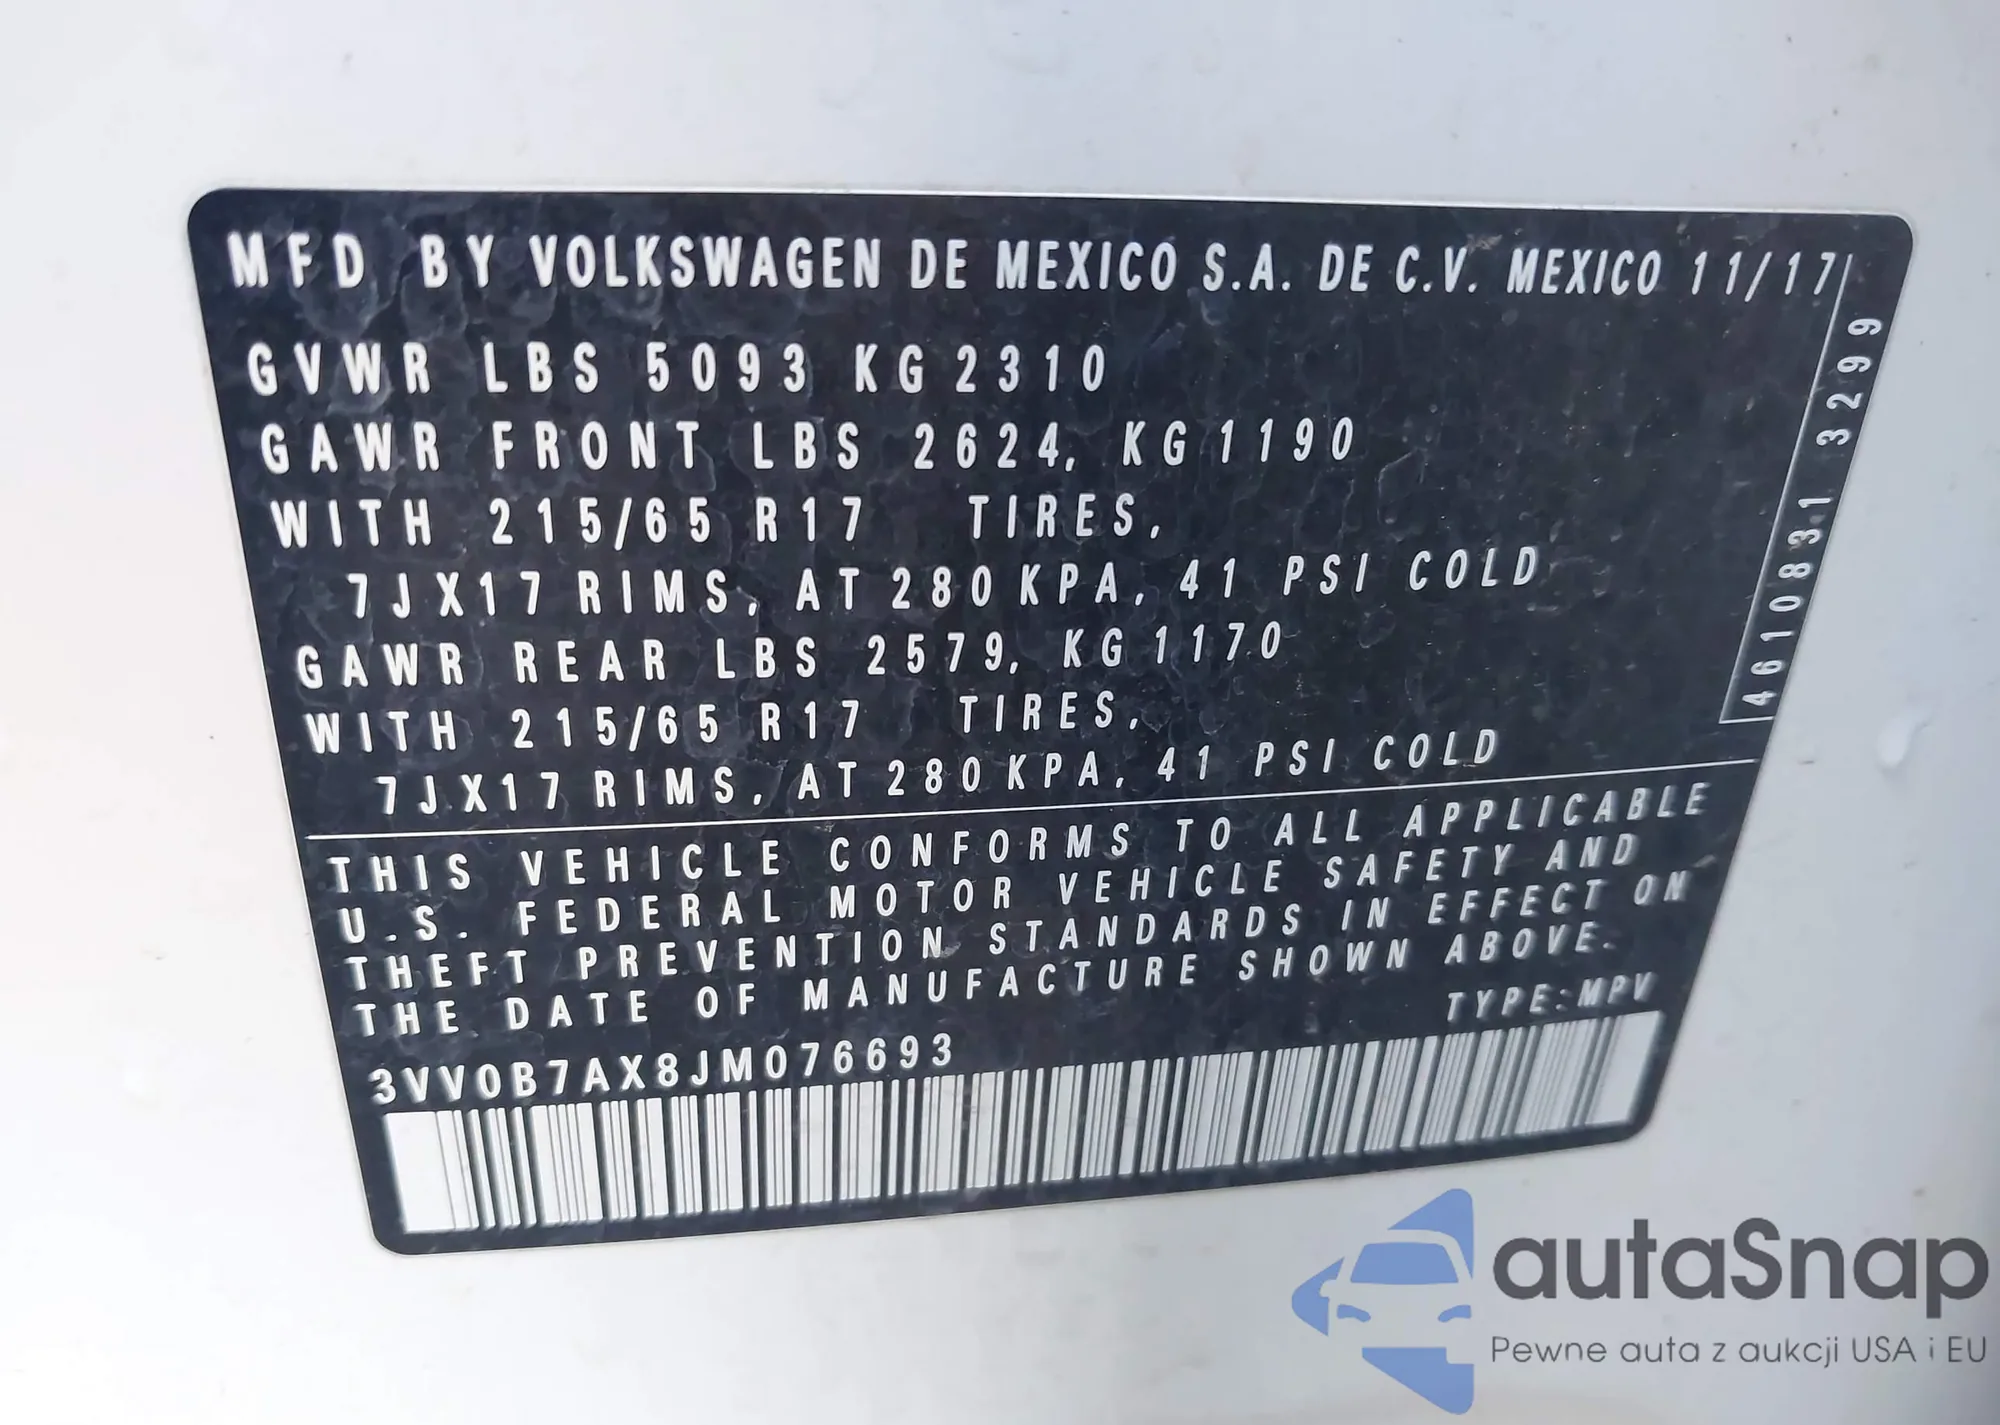 MFD BY VOLKSWAGEN DE MEXICO S.A. DE C.V. MEXICO 11/17
GVWR LBS 5093 KG 2310
GAWR FRONT LBS 2624, KG 1190
WITH 215/65 R17 TIRES,
7JX17 RIMS, AT 280 KPA, 41 PSI COLD
GAWR REAR LBS 2579, KG 1170
WITH 215/65 R17 TIRES,
7JX17 RIMS, AT 280 KPA, 41 PSI COLD
4610831 3299
THIS VEHICLE CONFORMS TO ALL APPLICABLE
U.S. FEDERAL MOTOR VEHICLE SAFETY AND
THEFT PREVENTION STANDARDS IN EFFECT ON
THE DATE OF MANUFACTURE SHOWN ABOVE.
TYPE: MPV
3VV0B7AX8JM076693
autaSnap
Pewne auta z aukcji USA i EU